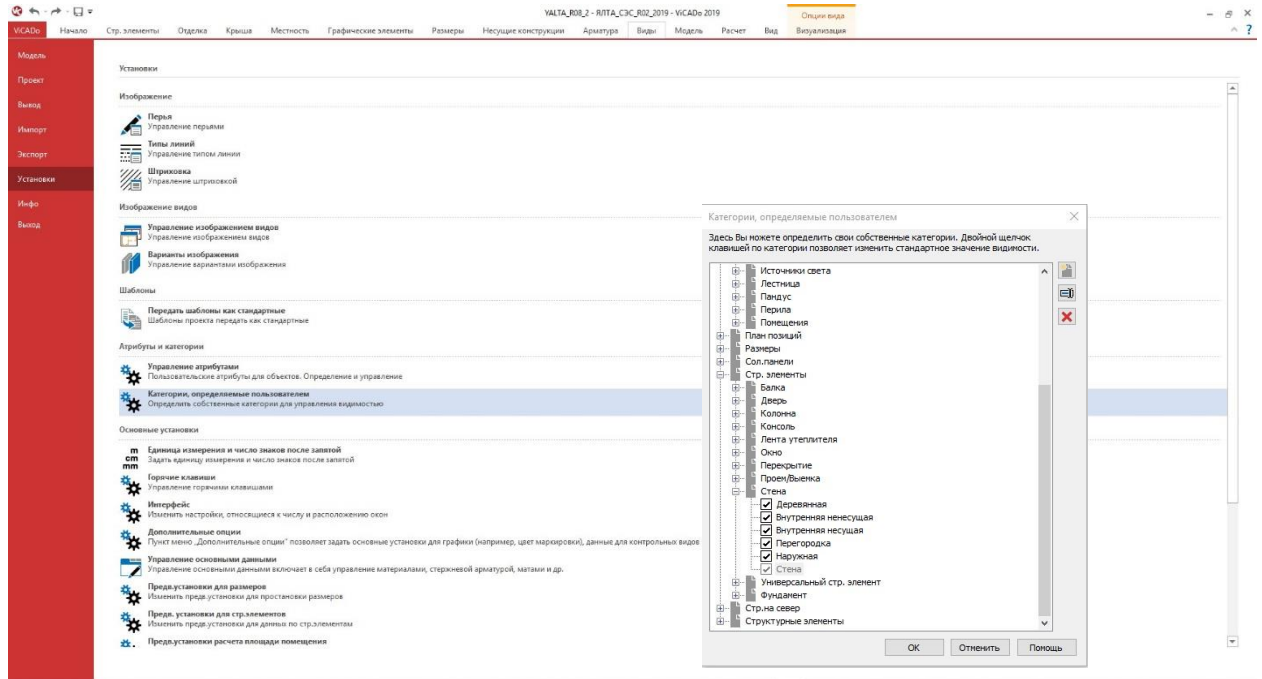 YALTA_R08_2 - ЯЛТА_СЭС_R02_2019 - ViCADo 2019
Опции вида
ViCADo Начало Стр. элементы Отделка Крыша Местность Графические элементы Размеры Несущие конструкции Арматура Виды Модель Расчет Вид Визуализация
Модель
Проект
Вывод
Импорт
Экспорт
Установки
Инфо
Выход
Установки
Изображение
Перья
Управление перьями
Типы линий
Управление типом линии
Штриховка
Управление штриховкой
Изображение видов
Управление изображением видов
Управление изображением видов
Варианты изображения
Управление вариантами изображения
Шаблоны
Передать шаблоны как стандартные
Шаблоны проекта передать как стандартные
Атрибуты и категории
Управление атрибутами
Пользовательские атрибуты для объектов. Определение и управление
Категории, определяемые пользователем
Определить собственные категории для управления видимостью
Основные установки
m
cm
mm
Единица измерения и число знаков после запятой
Задать единицу измерения и число знаков после запятой
Горячие клавиши
Управление горячими клавишами
Интерфейс
Изменить настройки, относящиеся к числу и расположению окон
Дополнительные опции
Пункт меню „Дополнительные опции" позволяет задать основные установки для графики (например, цвет маркировки), данные для контрольных видов
Управление основными данными
Управление основными данными включает в себя управление материалами, стержневой арматурой, матами и др.
Предв.установки для размеров
Изменить предв.установки для простановки размеров
Предв. установки для стр.элементов
Изменить предв.установки для данных по стр.элементам
Предв.установки расчета площади помещения
Категории, определяемые пользователем
Здесь Вы можете определить свои собственные категории. Двойной щелчок
клавишей по категории позволяет изменить стандартное значение видимости.
Источники света
Лестница
Пандус
Перила
Помещения
План позиций
Размеры
Сол.панели
Стр. элементы
Балка
Дверь
Колонна
Консоль
Лента утеплителя
Окно
Перекрытие
Проем/Выемка
Стена
Деревянная
Внутренняя ненесущая
Внутренняя несущая
Перегородка
Наружная
Стена
Универсальный стр. элемент
Фундамент
Стр.на север
Структурные элементы
ОК Отменить Помощь